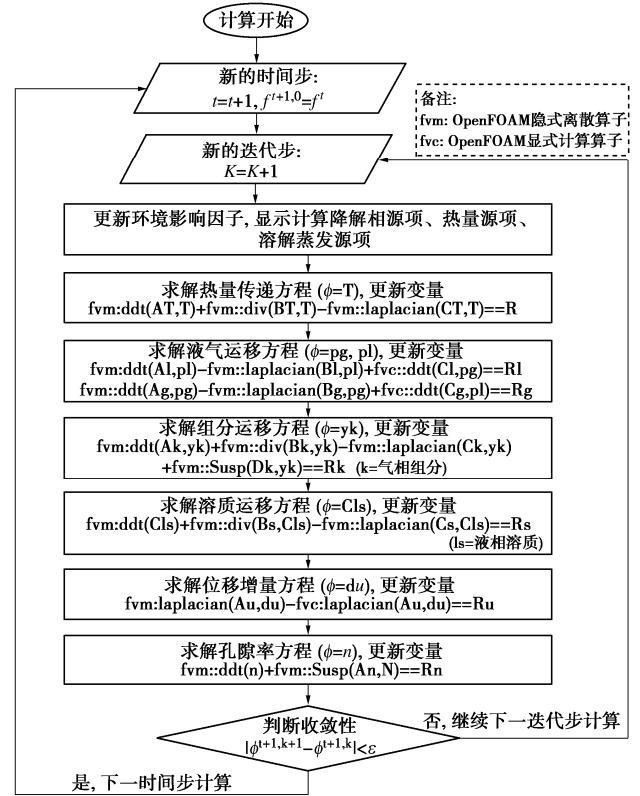 计算开始
新的时间步:
t=t+1, f^{t+1,0}=f^t
备注:
fvm: OpenFOAM隐式离散算子
fvc: OpenFOAM显式计算算子
新的迭代步:
K=K+1
更新环境影响因子, 显示计算降解相源项、热量源项、
溶解蒸发源项
求解热量传递方程 (ϕ=T), 更新变量
fvm:ddt(AT,T)+fvm::div(BT,T)−fvm::laplacian(CT,T)==R
求解液气运移方程 (ϕ=pg, pl), 更新变量
fvm:ddt(Al,pl)−fvm::laplacian(Bl,pl)+fvc::ddt(Cl,pg)==Rl
fvm::ddt(Ag,pg)−fvm::laplacian(Bg,pg)+fvc::ddt(Cg,pl)==Rg
求解组分运移方程 (ϕ=yk), 更新变量
fvm:ddt(Ak,yk)+fvm::div(Bk,yk)−fvm::laplacian(Ck,yk)
+fvm::Susp(Dk,yk)==Rk (k=气相组分)
求解溶质运移方程 (ϕ=Cls), 更新变量
fvm:ddt(Cls)+fvm::div(Bs,Cls)−fvm::laplacian(Cs,Cls)==Rs
(ls=液相溶质)
求解位移增量方程 (ϕ=du), 更新变量
fvm:laplacian(Au,du)−fvc:laplacian(Au,du)==Ru
求解孔隙率方程 (ϕ=n), 更新变量
fvm::ddt(n)+fvm::Susp(An,N)==Rn
判断收敛性
|ϕ^{t+1,k+1}−ϕ^{t+1,k}|<ε
否, 继续下一迭代步计算
是, 下一时间步计算